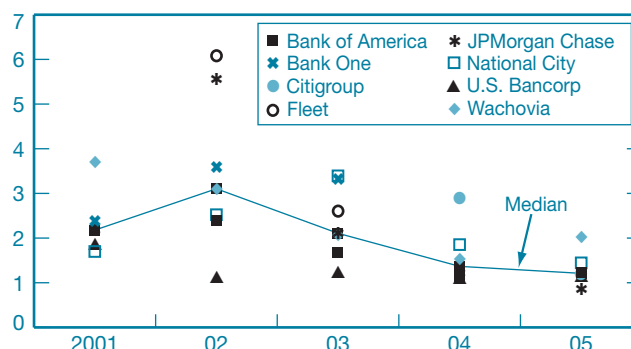 7
6
5
4
3
2
1
0
Bank of America
Bank One
Citigroup
Fleet
JPMorgan Chase
National City
U.S. Bancorp
Wachovia
Median
2001 02 03 04 05